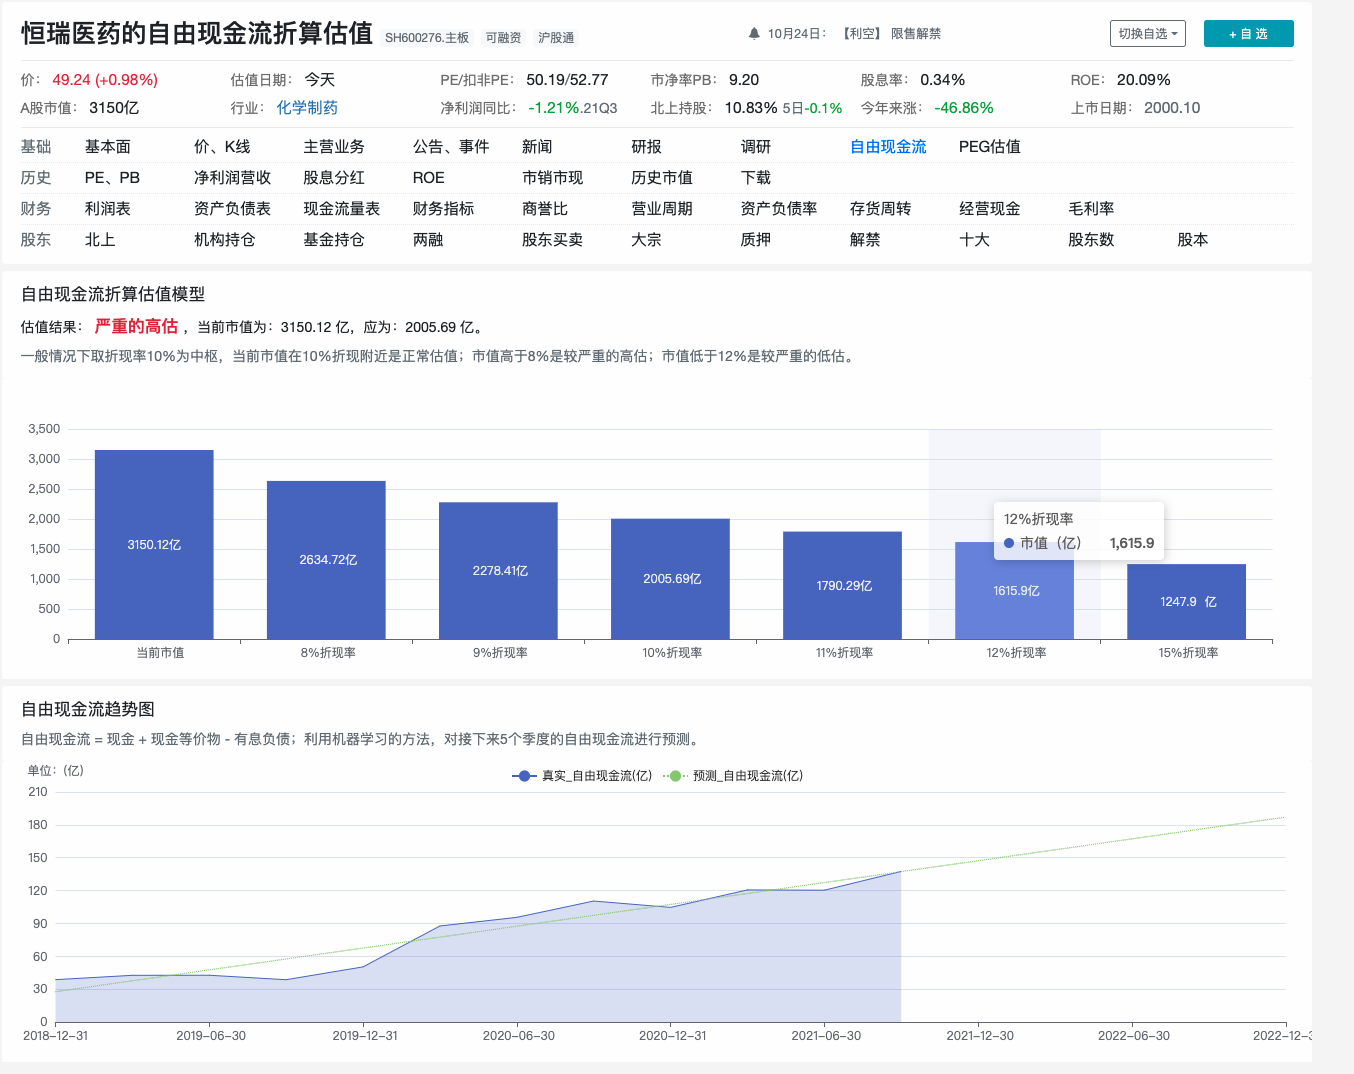 恒瑞医药的自由现金流折算估值 SH600276.主板 可融资 沪股通 10月24日： 【利空】 限售解禁 切换自选 + 自 选
价： 49.24 (+0.98%) 估值日期： 今天 PE/扣非PE： 50.19/52.77 市净率PB： 9.20 股息率： 0.34% ROE： 20.09%
A股市值： 3150亿 行业： 化学制药 净利润同比： -1.21%.21Q3 北上持股： 10.83% 5日-0.1% 今年来涨： -46.86% 上市日期： 2000.10
基础 基本面 价、K线 主营业务 公告、事件 新闻 研报 调研 自由现金流 PEG估值
历史 PE、PB 净利润营收 股息分红 ROE 市销市现 历史市值 下载
财务 利润表 资产负债表 现金流量表 财务指标 商誉比 营业周期 资产负债率 存货周转 经营现金 毛利率
股东 北上 机构持仓 基金持仓 两融 股东买卖 大宗 质押 解禁 十大 股东数 股本
自由现金流折算估值模型
估值结果： 严重的高估 ，当前市值为：3150.12 亿，应为：2005.69 亿。
一般情况下取折现率10%为中枢，当前市值在10%折现附近是正常估值；市值高于8%是较严重的高估；市值低于12%是较严重的低估。
3,500
3,000
2,500
2,000
1,500
1,000
500
0
3150.12亿
2634.72亿
2278.41亿
2005.69亿
1790.29亿
1615.9亿
1247.9 亿
12%折现率
市值（亿） 1,615.9
当前市值 8%折现率 9%折现率 10%折现率 11%折现率 12%折现率 15%折现率
自由现金流趋势图
自由现金流 = 现金 + 现金等价物 - 有息负债；利用机器学习的方法，对接下来5个季度的自由现金流进行预测。
单位：(亿)
真实_自由现金流(亿) 预测_自由现金流(亿)
210
180
150
120
90
60
30
0
2018-12-31 2019-06-30 2019-12-31 2020-06-30 2020-12-31 2021-06-30 2021-12-30 2022-06-30 2022-12-3